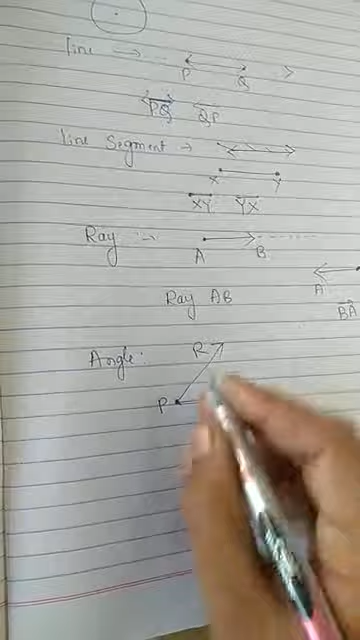 Line →
P Q
PQ QP
Line Segment →
X Y
XY YX
Ray :-
A B
A
Ray AB
BA
Angle:
R
P